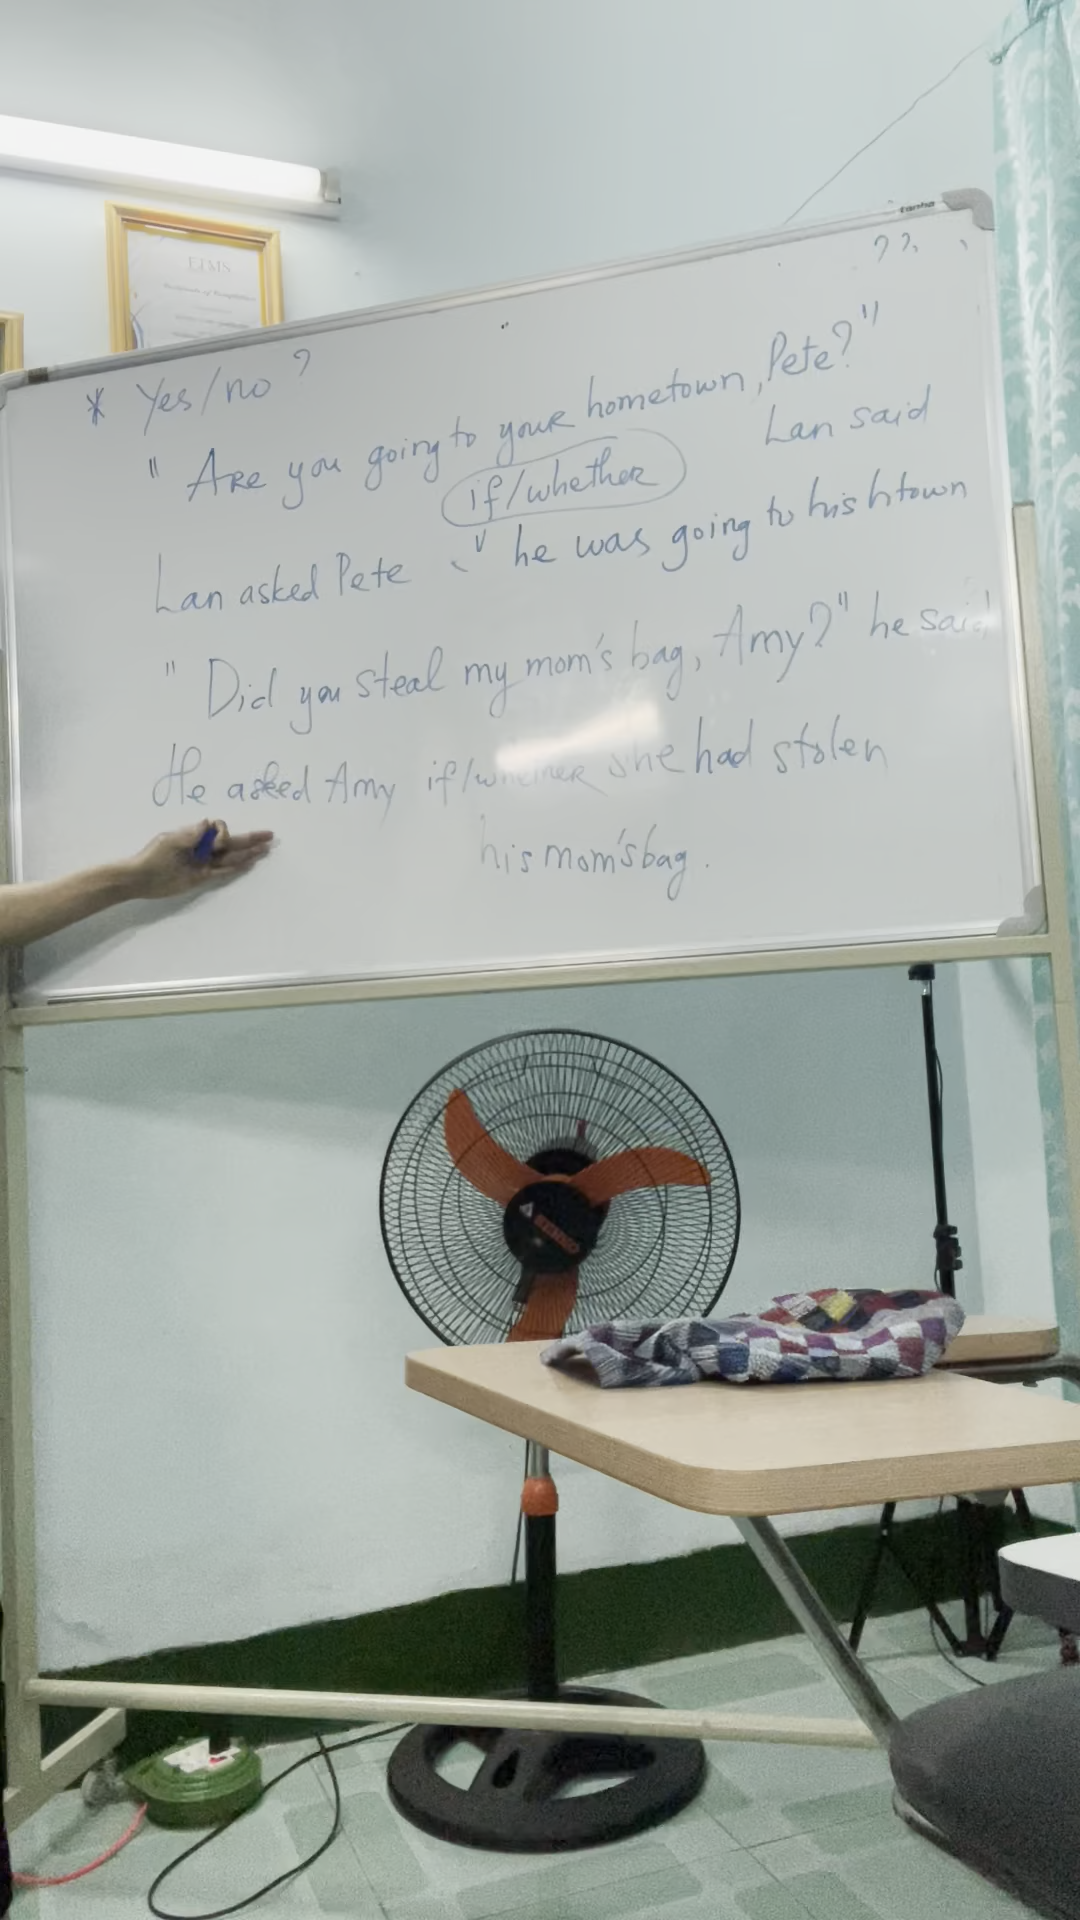 tanho
ETMS
??,
* Yes/no ?
" Are you going to your hometown, Pete?"
Lan said
if/whether
Lan asked Pete he was going to his htown
" Did you steal my mom's bag, Amy?" he said
He asked Amy if/whether she had stolen
his mom's bag.